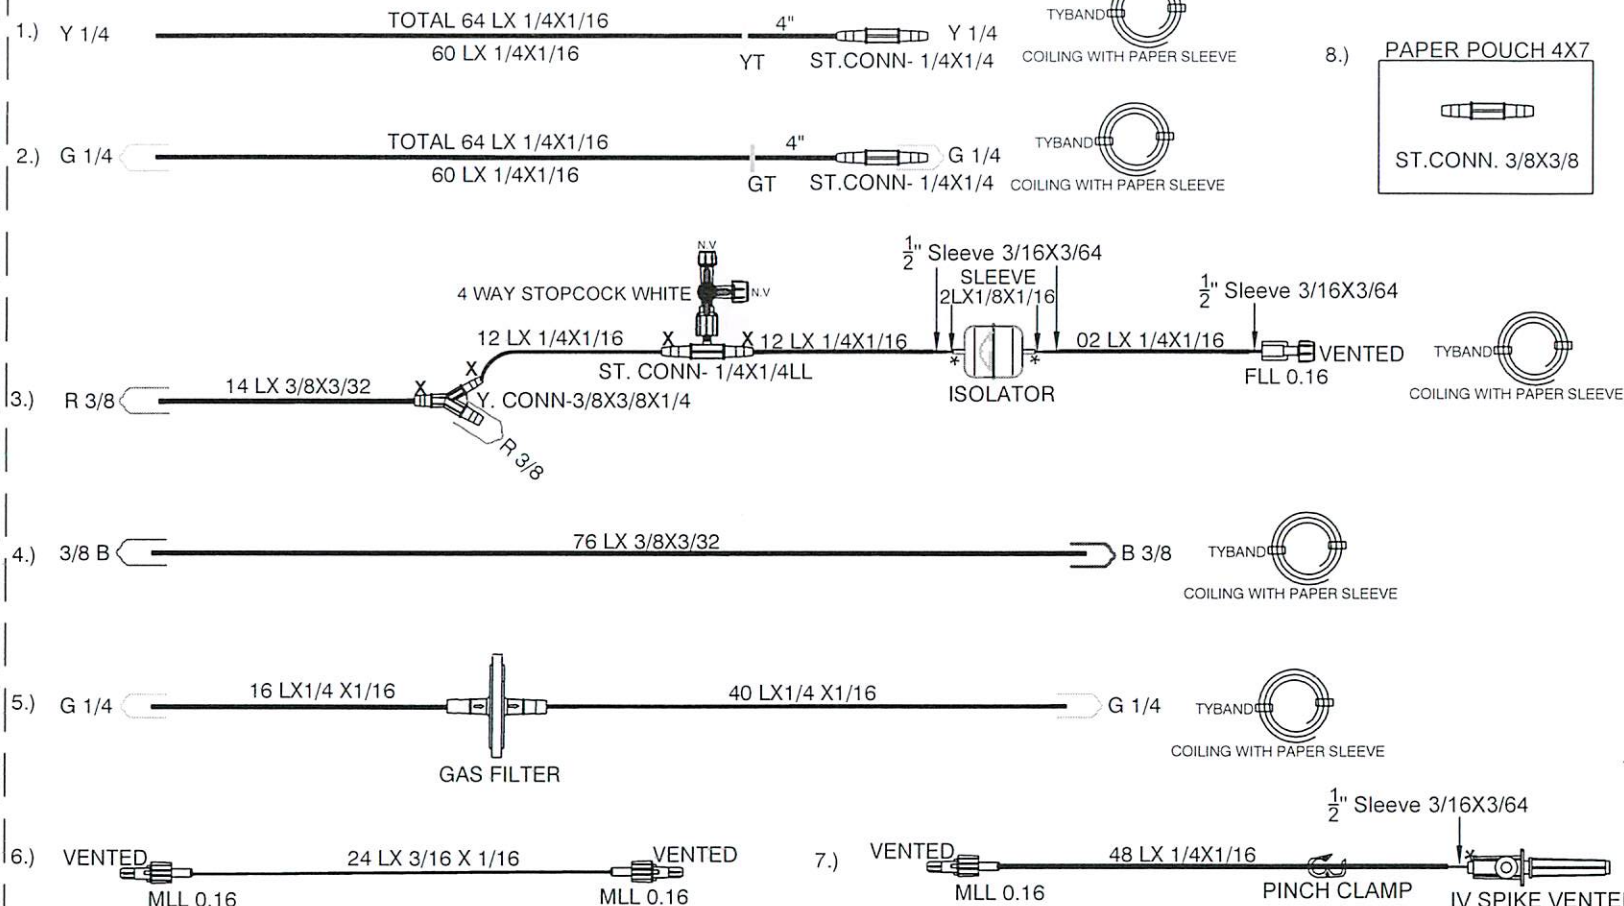 1.) Y 1/4
TOTAL 64 LX 1/4X1/16
60 LX 1/4X1/16
4"
YT
ST.CONN- 1/4X1/4
Y 1/4
TYBAND
COILING WITH PAPER SLEEVE
8.) PAPER POUCH 4X7
ST.CONN. 3/8X3/8
2.) G 1/4
TOTAL 64 LX 1/4X1/16
60 LX 1/4X1/16
4"
GT
ST.CONN- 1/4X1/4
G 1/4
TYBAND
COILING WITH PAPER SLEEVE
3.) R 3/8
14 LX 3/8X3/32
X
X
Y. CONN-3/8X3/8X1/4
R 3/8
12 LX 1/4X1/16
4 WAY STOPCOCK WHITE
N.V
N.V
X
X
ST. CONN- 1/4X1/4LL
12 LX 1/4X1/16
1/2" Sleeve 3/16X3/64
SLEEVE
2LX1/8X1/16
*
*
ISOLATOR
02 LX 1/4X1/16
1/2" Sleeve 3/16X3/64
VENTED
FLL 0.16
TYBAND
COILING WITH PAPER SLEEVE
4.) 3/8 B
76 LX 3/8X3/32
B 3/8
TYBAND
COILING WITH PAPER SLEEVE
5.) G 1/4
16 LX1/4 X1/16
GAS FILTER
40 LX1/4 X1/16
G 1/4
TYBAND
COILING WITH PAPER SLEEVE
6.) VENTED
MLL 0.16
24 LX 3/16 X 1/16
VENTED
MLL 0.16
7.) VENTED
MLL 0.16
48 LX 1/4X1/16
PINCH CLAMP
1/2" Sleeve 3/16X3/64
*
IV SPIKE VENTE